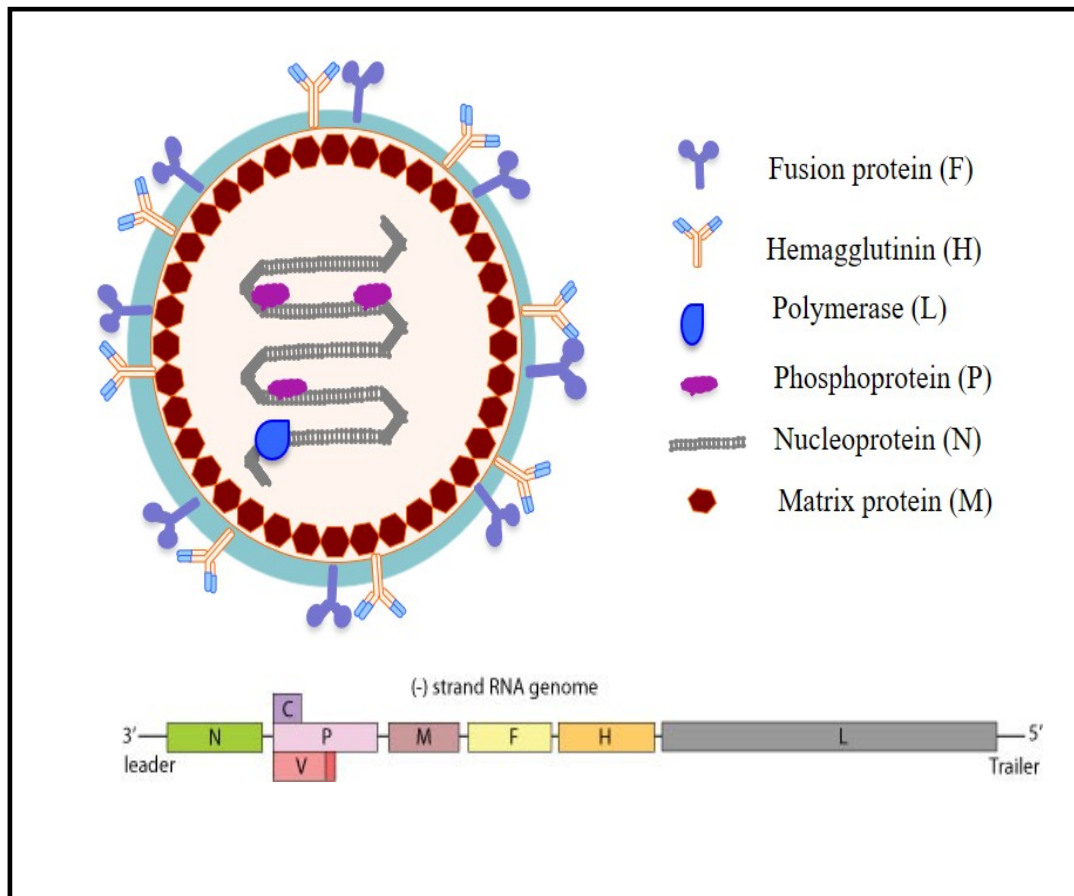 Fusion protein (F)
Hemagglutinin (H)
Polymerase (L)
Phosphoprotein (P)
Nucleoprotein (N)
Matrix protein (M)
(-) strand RNA genome
C
3' N P M F H L 5'
leader V Trailer